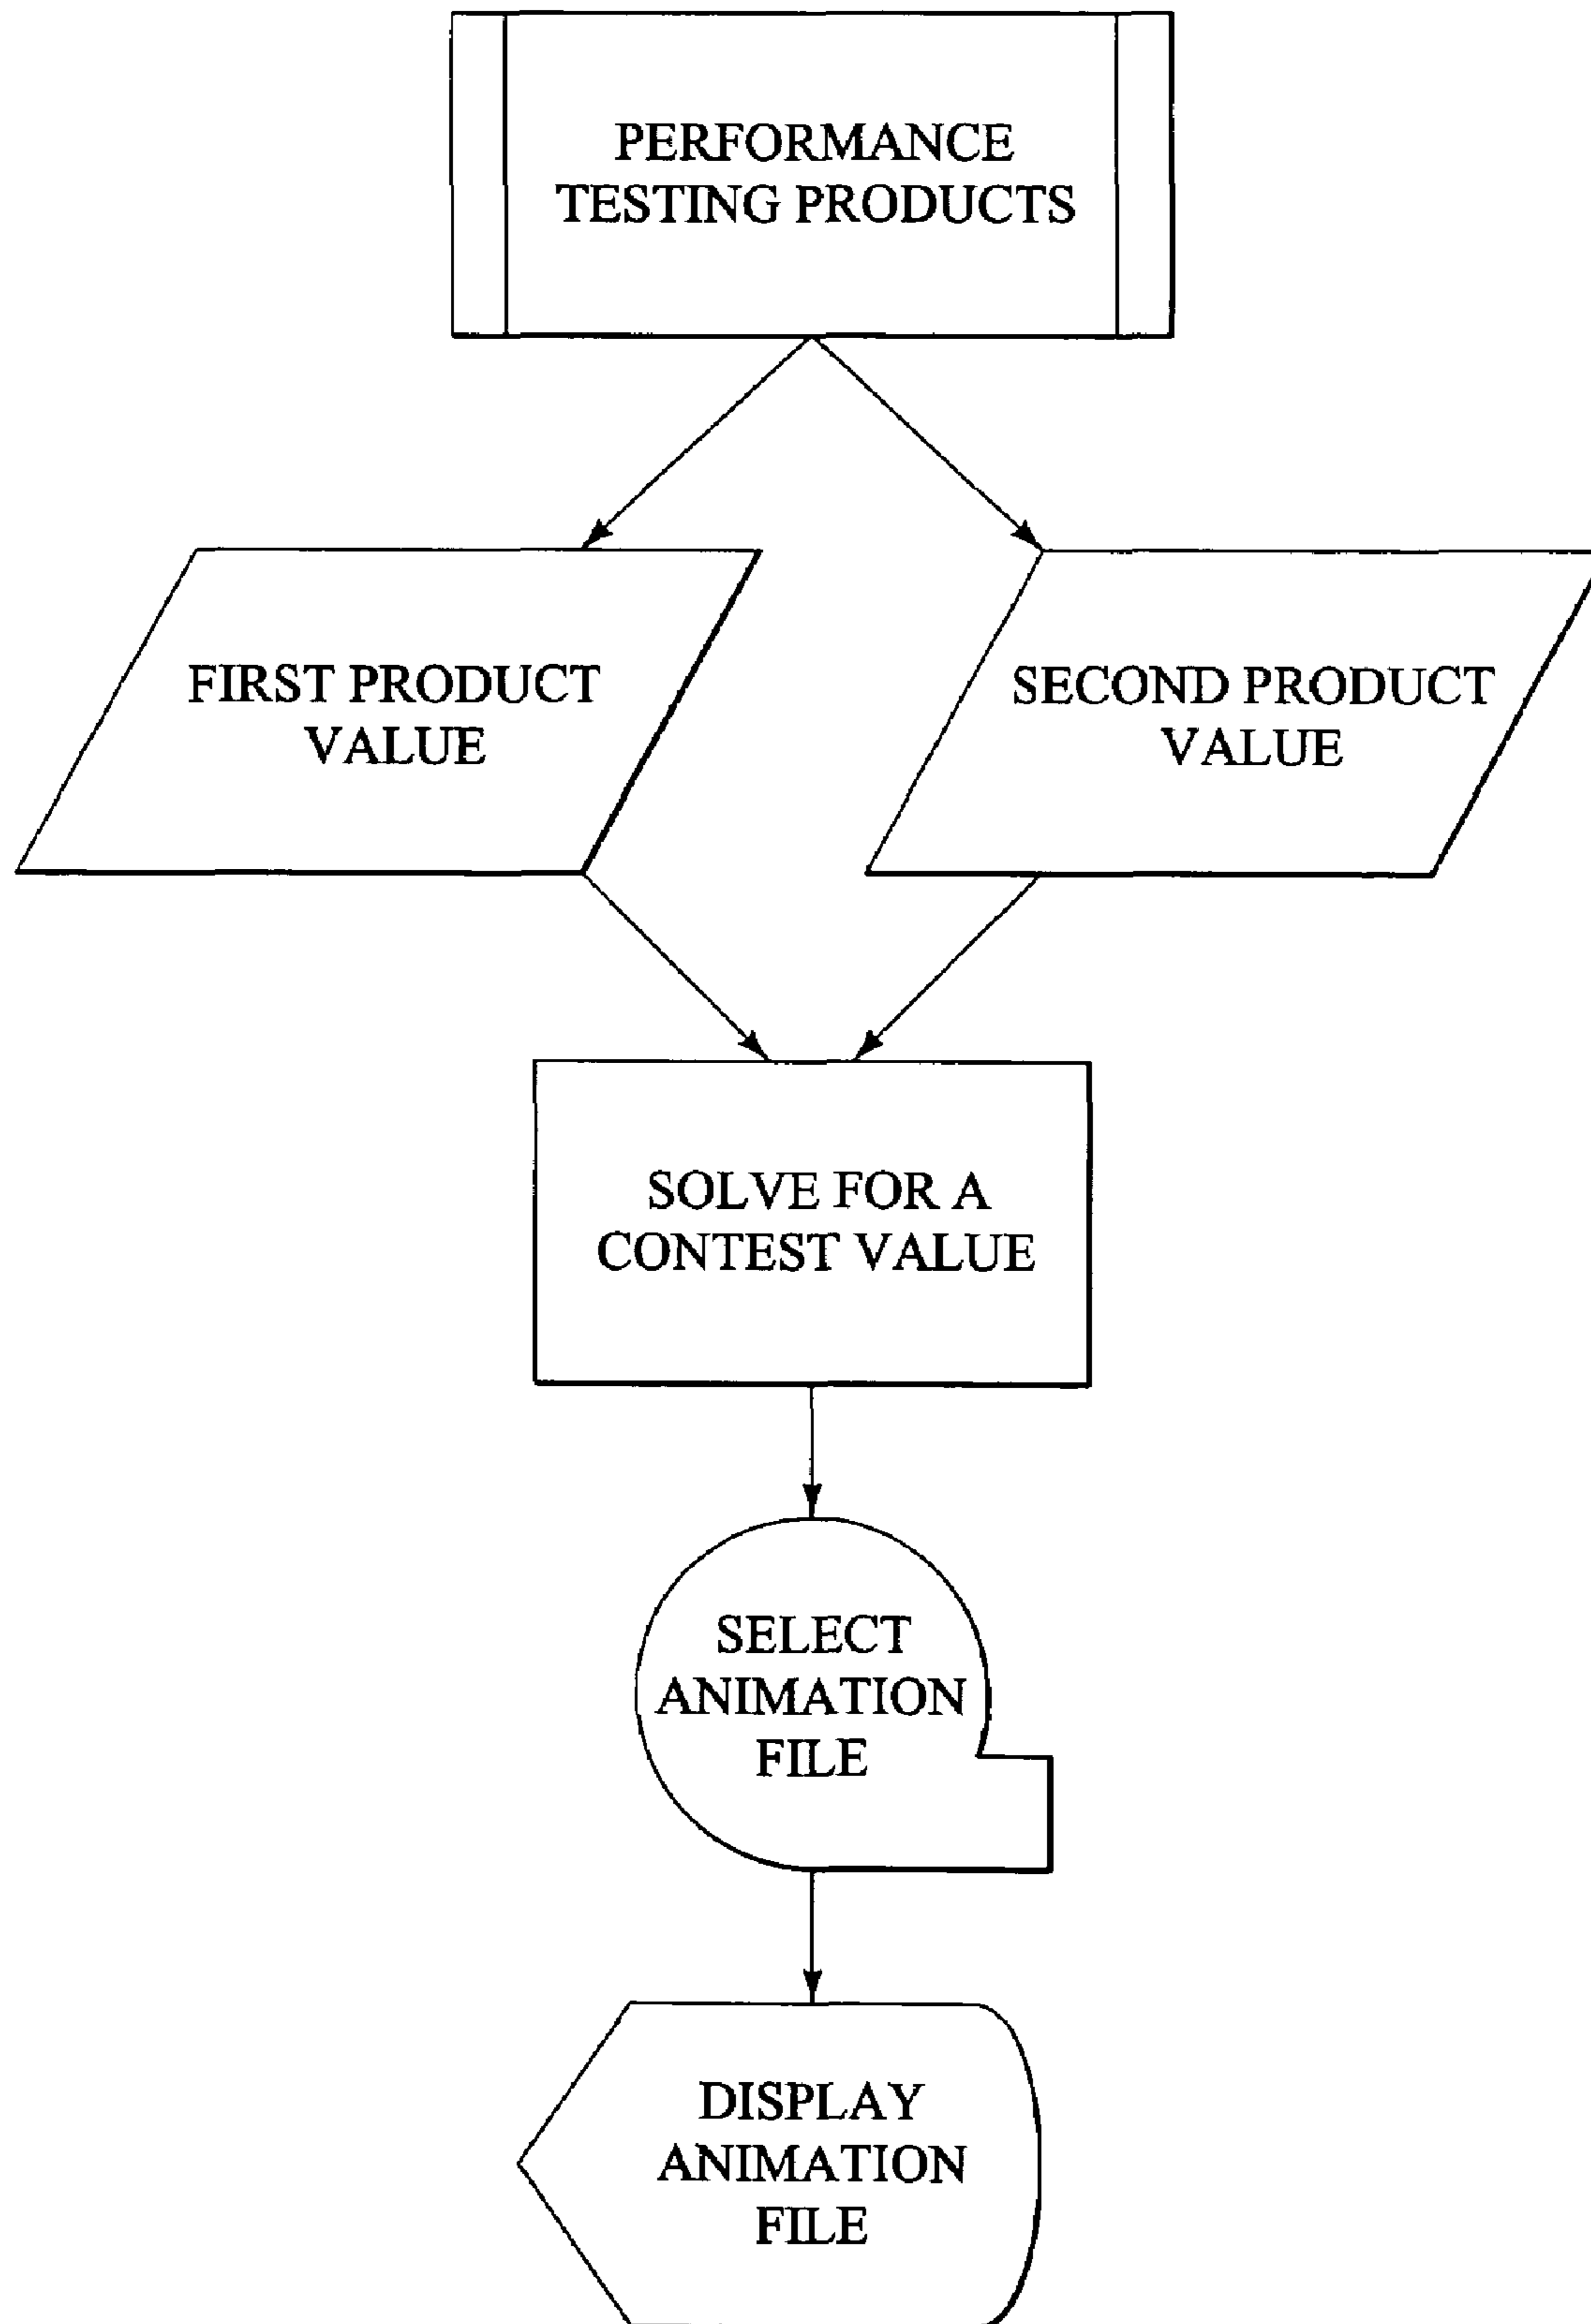 PERFORMANCE
TESTING PRODUCTS
FIRST PRODUCT
VALUE
SECOND PRODUCT
VALUE
SOLVE FOR A
CONTEST VALUE
SELECT
ANIMATION
FILE
DISPLAY
ANIMATION
FILE